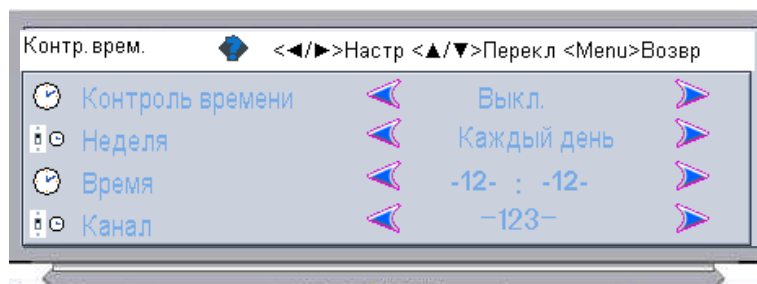 Контр. врем. <◄/►>Настр <▲/▼>Перекл <Menu>Возвр
Контроль времени Выкл.
Неделя Каждый день
Время -12- : -12-
Канал -123-